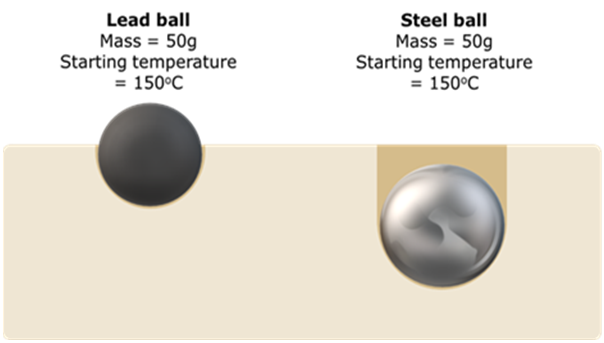 Lead ball
Mass = 50g
Starting temperature
= 150°C
Steel ball
Mass = 50g
Starting temperature
= 150°C